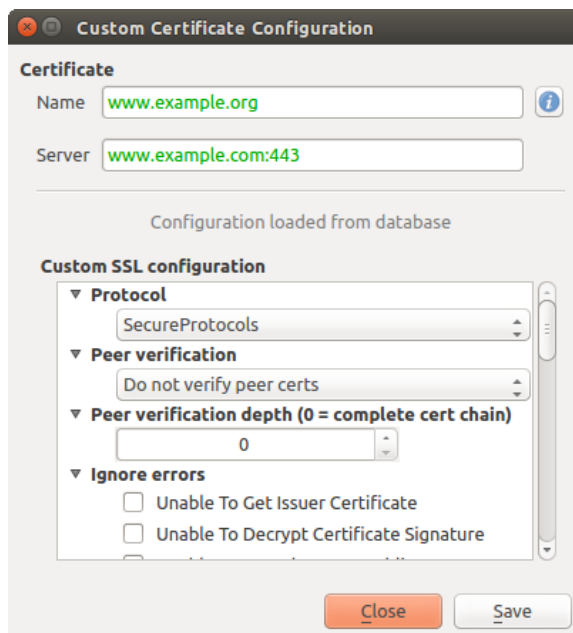 Custom Certificate Configuration
Certificate
Name www.example.org
Server www.example.com:443
Configuration loaded from database
Custom SSL configuration
Protocol
SecureProtocols
Peer verification
Do not verify peer certs
Peer verification depth (0 = complete cert chain)
0
Ignore errors
Unable To Get Issuer Certificate
Unable To Decrypt Certificate Signature
Close Save